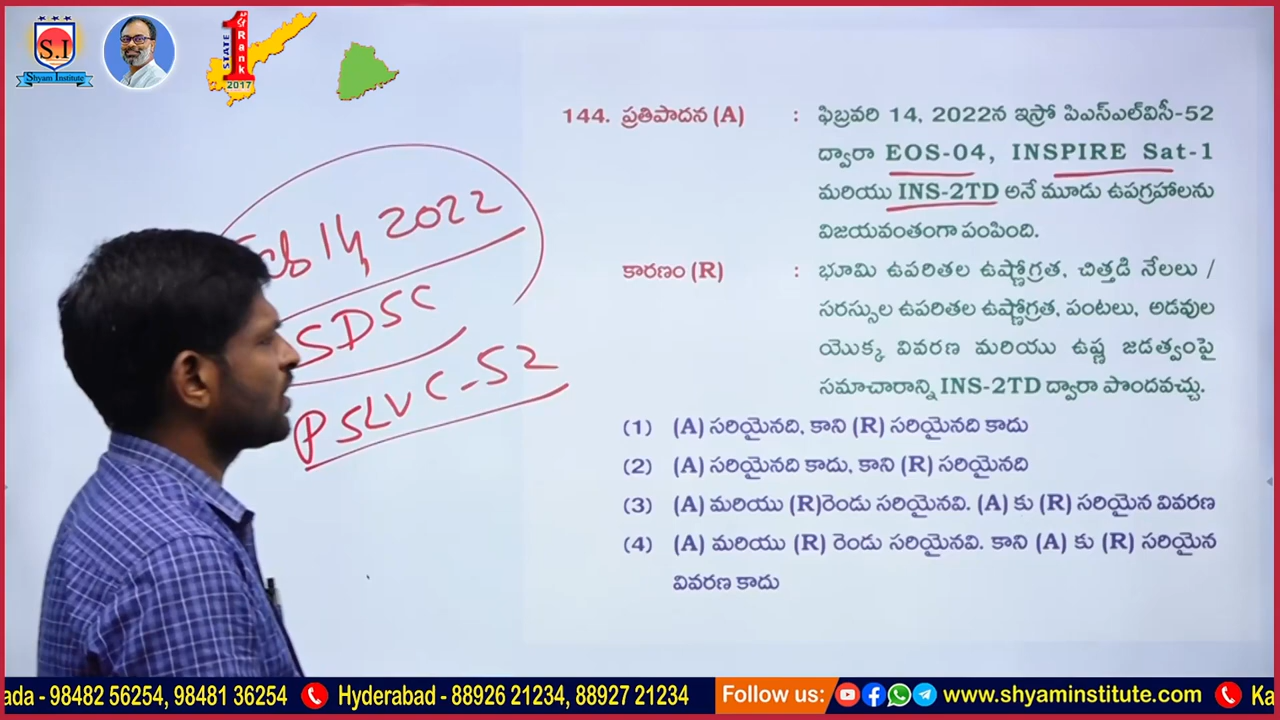 S.I
Shyam Institute
STATE
1
Rank
2017
144. ప్రతిపాదన (A) : ఫిబ్రవరి 14, 2022న ఇస్రో పిఎస్ఎల్‌విసీ-52
ద్వారా EOS-04, INSPIRE Sat-1
మరియు INS-2TD అనే మూడు ఉపగ్రహాలను
విజయవంతంగా పంపింది.
కారణం (R) : భూమి ఉపరితల ఉష్ణోగ్రత, చిత్తడి నేలలు /
సరస్సుల ఉపరితల ఉష్ణోగ్రత, పంటలు, అడవుల
యొక్క వివరణ మరియు ఉష్ణ జడత్వంపై
సమాచారాన్ని INS-2TD ద్వారా పొందవచ్చు.
(1) (A) సరియైనది, కాని (R) సరియైనది కాదు
(2) (A) సరియైనది కాదు, కాని (R) సరియైనది
(3) (A) మరియు (R)రెండు సరియైనవి. (A) కు (R) సరియైన వివరణ
(4) (A) మరియు (R) రెండు సరియైనవి. కాని (A) కు (R) సరియైన
వివరణ కాదు
14, 2022
SDSC
PSLVC-52
ada - 98482 56254, 98481 36254 Hyderabad - 88926 21234, 88927 21234 Follow us: www.shyaminstitute.com Ka